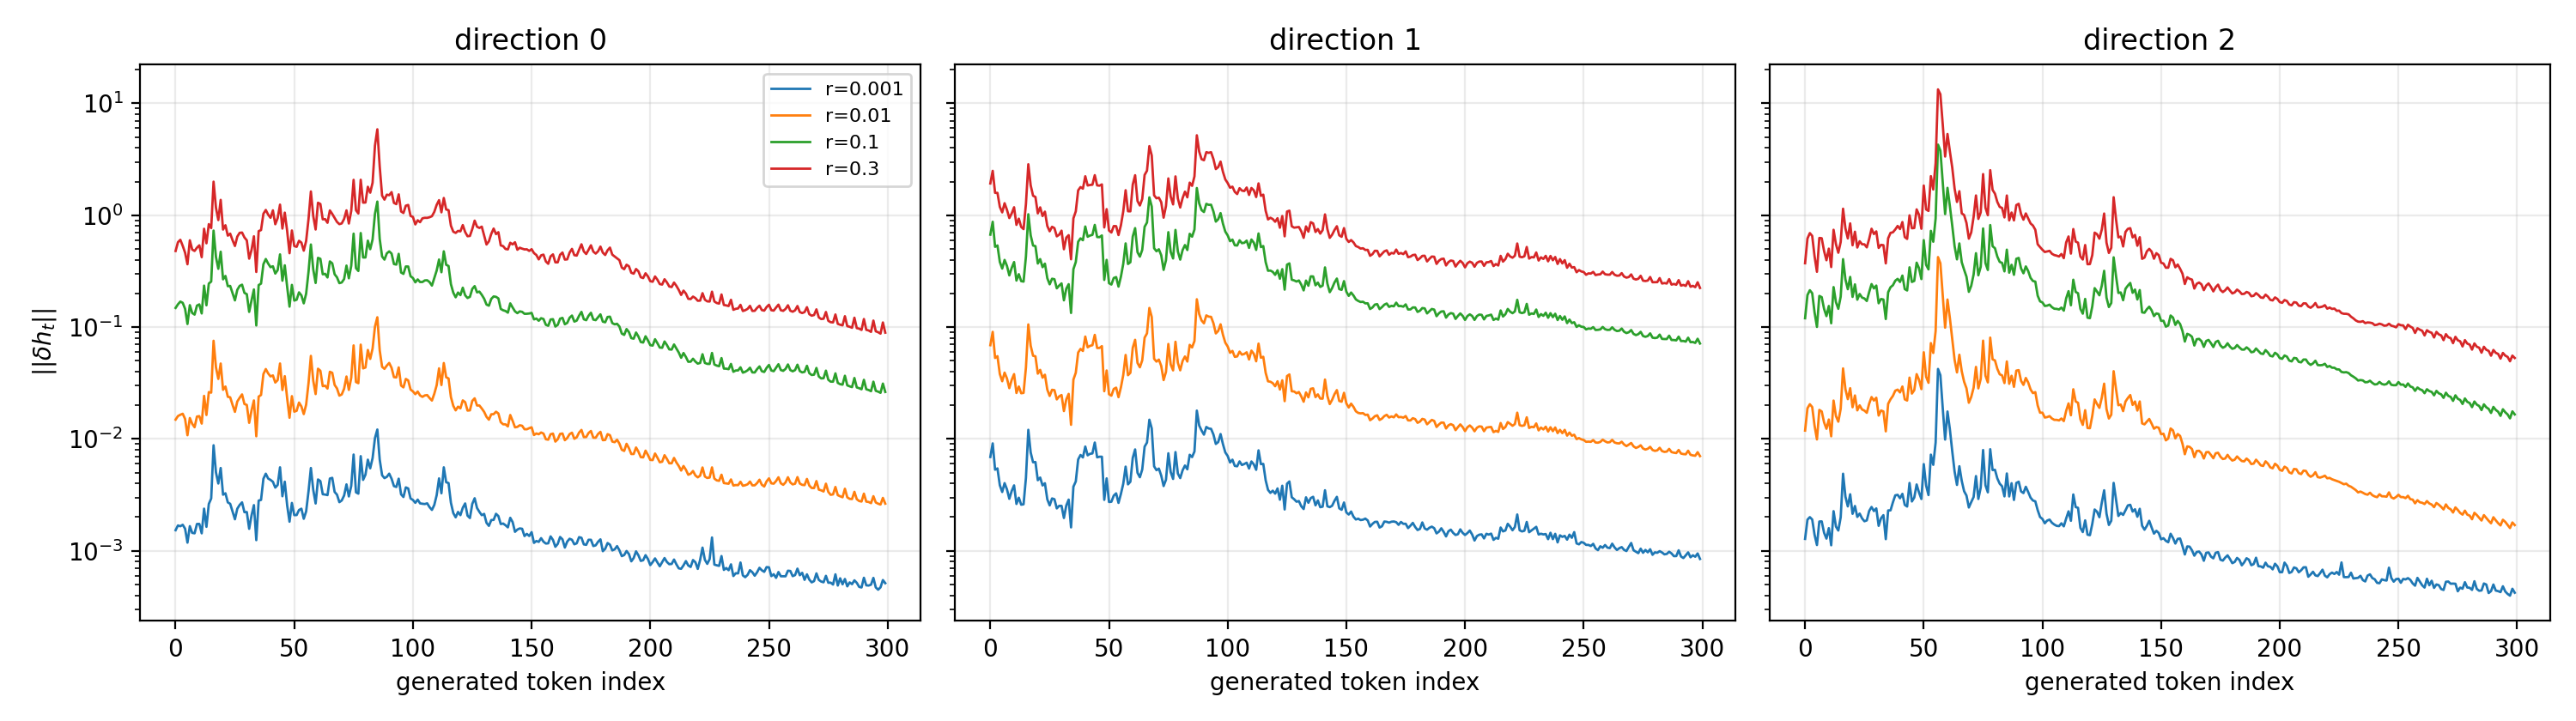 direction 0
direction 1
direction 2
r=0.001
r=0.01
r=0.1
r=0.3
10¹
10⁰
10⁻¹
10⁻²
10⁻³
||δhₜ||
0 50 100 150 200 250 300
0 50 100 150 200 250 300
0 50 100 150 200 250 300
generated token index
generated token index
generated token index